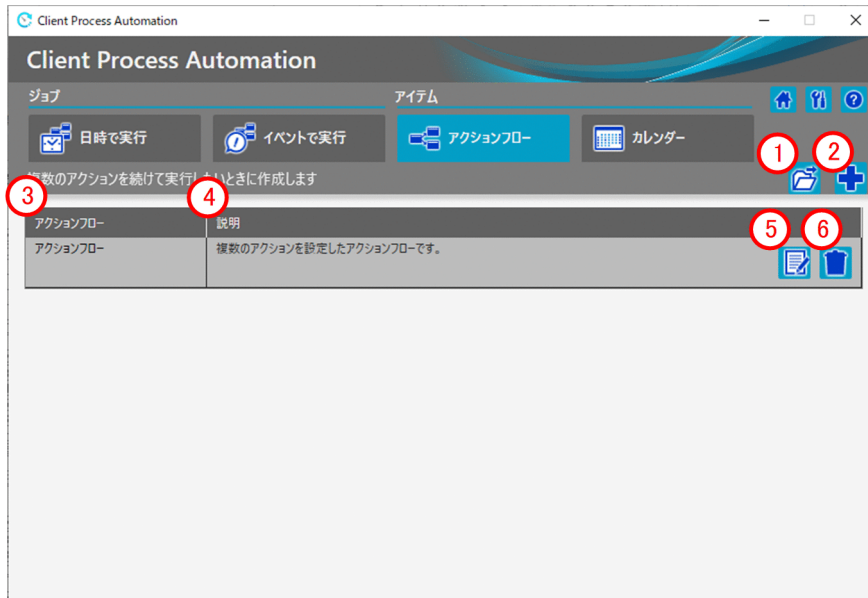 Client Process Automation
Client Process Automation
ジョブ
アイテム
日時で実行
イベントで実行
アクションフロー
カレンダー
1
2
複数のアクションを続けて実行したいときに作成します
3
4
アクションフロー
説明
5
6
アクションフロー
複数のアクションを設定したアクションフローです。